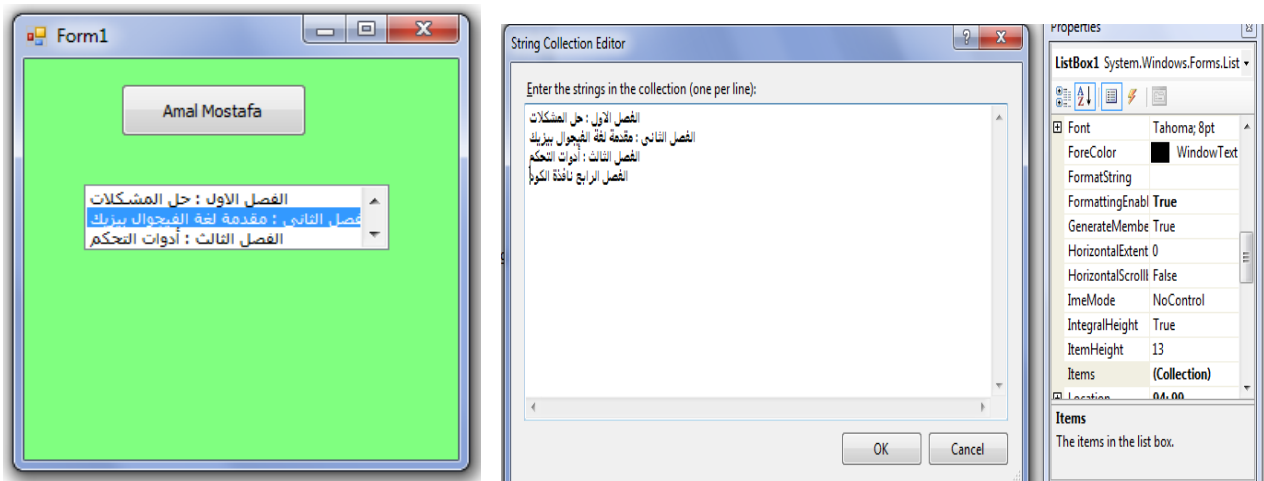 Form1
Amal Mostafa
الفصل الاول : حل المشكلات
فصل الثانى : مقدمة لغة الفيجوال بيزيك
الفصل الثالث : أدوات التحكم
String Collection Editor
Enter the strings in the collection (one per line):
الفصل الاول : حل المشكلات
الفصل الثانى : مقدمة لغة الفيجوال بيزيك
الفصل الثالث : أدوات التحكم
الفصل الرابع نافذة الكود
OK
Cancel
Properties
ListBox1 System.Windows.Forms.List
Font Tahoma; 8pt
ForeColor WindowText
FormatString
FormattingEnabl True
GenerateMembe True
HorizontalExtent 0
HorizontalScrollb False
ImeMode NoControl
IntegralHeight True
ItemHeight 13
Items (Collection)
Location
Items
The items in the list box.